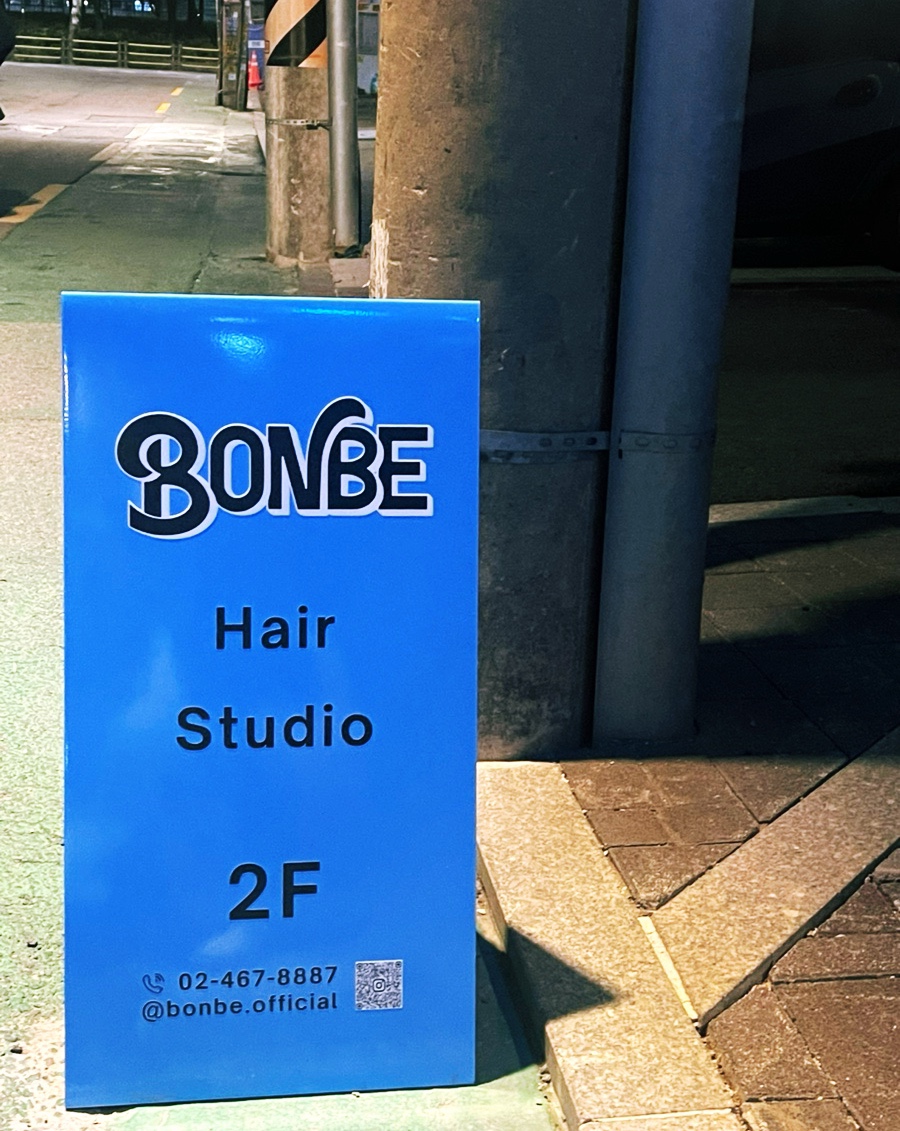 BONBE
Hair
Studio
2F
02-467-8887
@bonbe.official